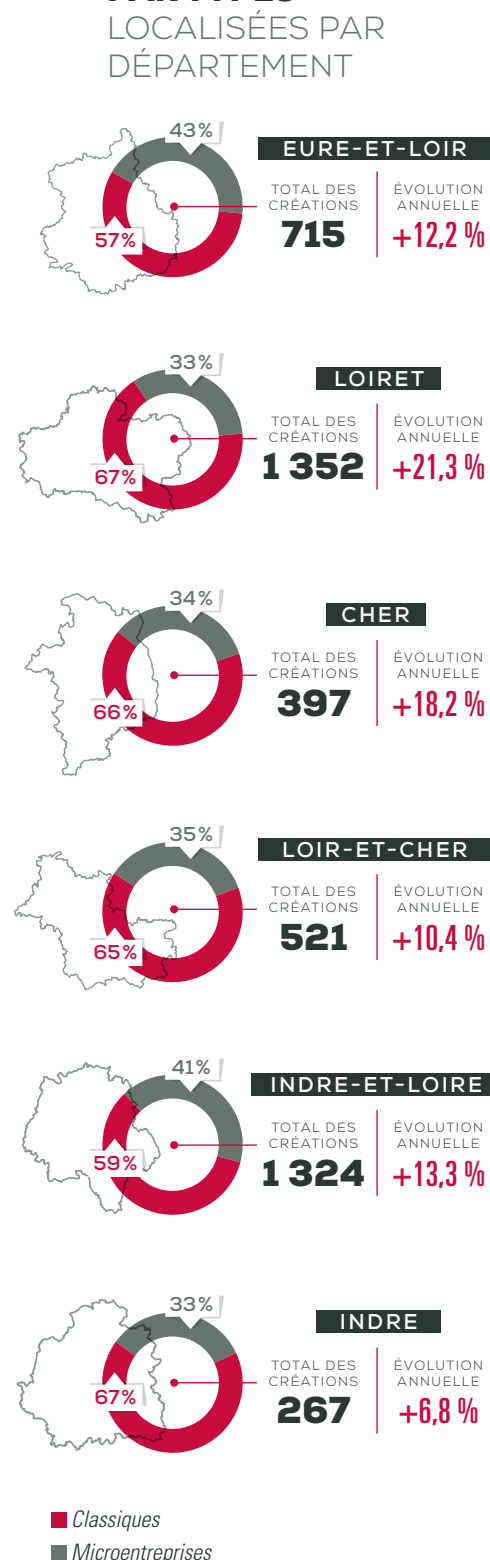 LOCALISÉES PAR
DÉPARTEMENT
43%
57%
EURE-ET-LOIR
TOTAL DES
CRÉATIONS
715
ÉVOLUTION
ANNUELLE
+12,2 %
33%
67%
LOIRET
TOTAL DES
CRÉATIONS
1 352
ÉVOLUTION
ANNUELLE
+21,3 %
34%
66%
CHER
TOTAL DES
CRÉATIONS
397
ÉVOLUTION
ANNUELLE
+18,2 %
35%
65%
LOIR-ET-CHER
TOTAL DES
CRÉATIONS
521
ÉVOLUTION
ANNUELLE
+10,4 %
41%
59%
INDRE-ET-LOIRE
TOTAL DES
CRÉATIONS
1 324
ÉVOLUTION
ANNUELLE
+13,3 %
33%
67%
INDRE
TOTAL DES
CRÉATIONS
267
ÉVOLUTION
ANNUELLE
+6,8 %
Classiques
Microentreprises